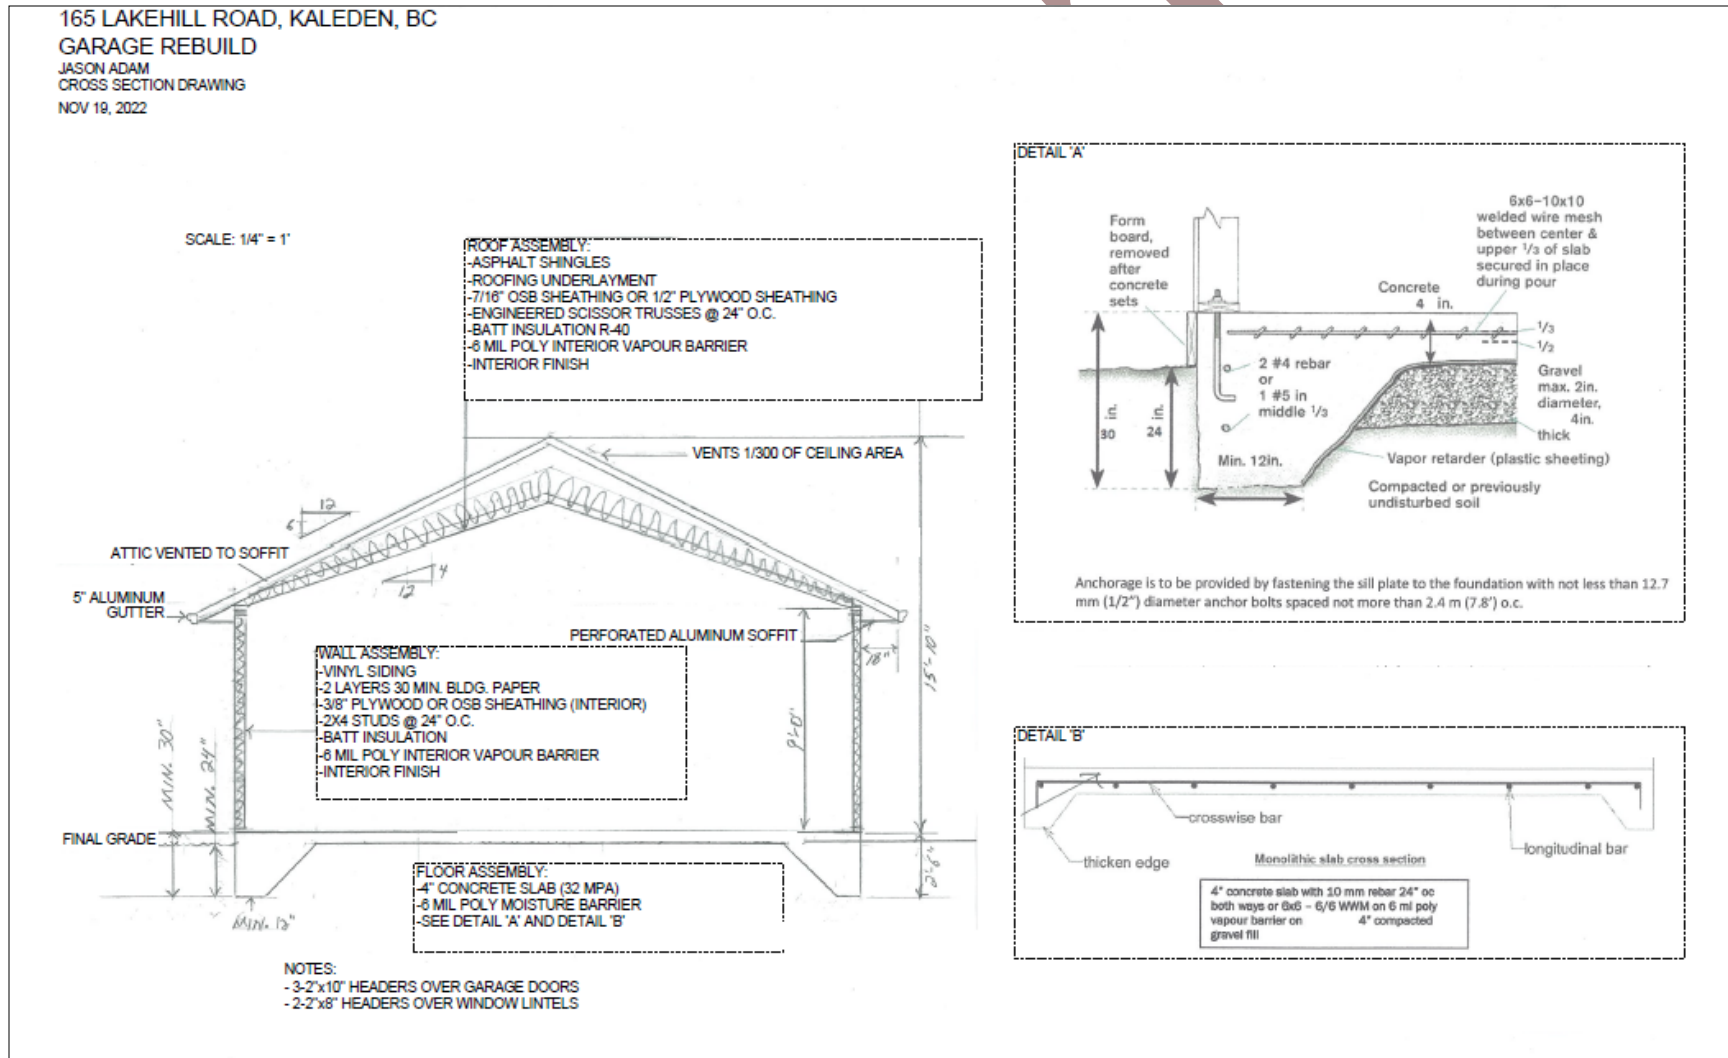 165 LAKEHILL ROAD, KALEDEN, BC
GARAGE REBUILD
JASON ADAM
CROSS SECTION DRAWING
NOV 19, 2022
SCALE: 1/4" = 1'
ROOF ASSEMBLY:
-ASPHALT SHINGLES
-ROOFING UNDERLAYMENT
-7/16" OSB SHEATHING OR 1/2" PLYWOOD SHEATHING
-ENGINEERED SCISSOR TRUSSES @ 24" O.C.
-BATT INSULATION R-40
-6 MIL POLY INTERIOR VAPOUR BARRIER
-INTERIOR FINISH
VENTS 1/300 OF CEILING AREA
12
6
ATTIC VENTED TO SOFFIT
4
12
5" ALUMINUM
GUTTER
PERFORATED ALUMINUM SOFFIT
18"
15'-10"
9'-0"
WALL ASSEMBLY:
-VINYL SIDING
-2 LAYERS 30 MIN. BLDG. PAPER
-3/8" PLYWOOD OR OSB SHEATHING (INTERIOR)
-2X4 STUDS @ 24" O.C.
-BATT INSULATION
-6 MIL POLY INTERIOR VAPOUR BARRIER
-INTERIOR FINISH
MIN. 30"
MIN. 24"
FINAL GRADE
2'-6"
MIN. 12"
FLOOR ASSEMBLY:
-4" CONCRETE SLAB (32 MPA)
-6 MIL POLY MOISTURE BARRIER
-SEE DETAIL 'A' AND DETAIL 'B'
NOTES:
- 3-2"x10" HEADERS OVER GARAGE DOORS
- 2-2"x8" HEADERS OVER WINDOW LINTELS
DETAIL 'A'
Form
board,
removed
after
concrete
sets
6x6-10x10
welded wire mesh
between center &
upper 1/3 of slab
secured in place
during pour
Concrete
4 in.
1/3
1/2
2 #4 rebar
or
1 #5 in
middle 1/3
30 in.
24 in.
Gravel
max. 2in.
diameter,
4in.
thick
Min. 12in.
Vapor retarder (plastic sheeting)
Compacted or previously
undisturbed soil
Anchorage is to be provided by fastening the sill plate to the foundation with not less than 12.7
mm (1/2") diameter anchor bolts spaced not more than 2.4 m (7.8') o.c.
DETAIL 'B'
crosswise bar
thicken edge
longitudinal bar
Monolithic slab cross section
4" concrete slab with 10 mm rebar 24" oc
both ways or 6x6 - 6/6 WWM on 6 ml poly
vapour barrier on 4" compacted
gravel fill